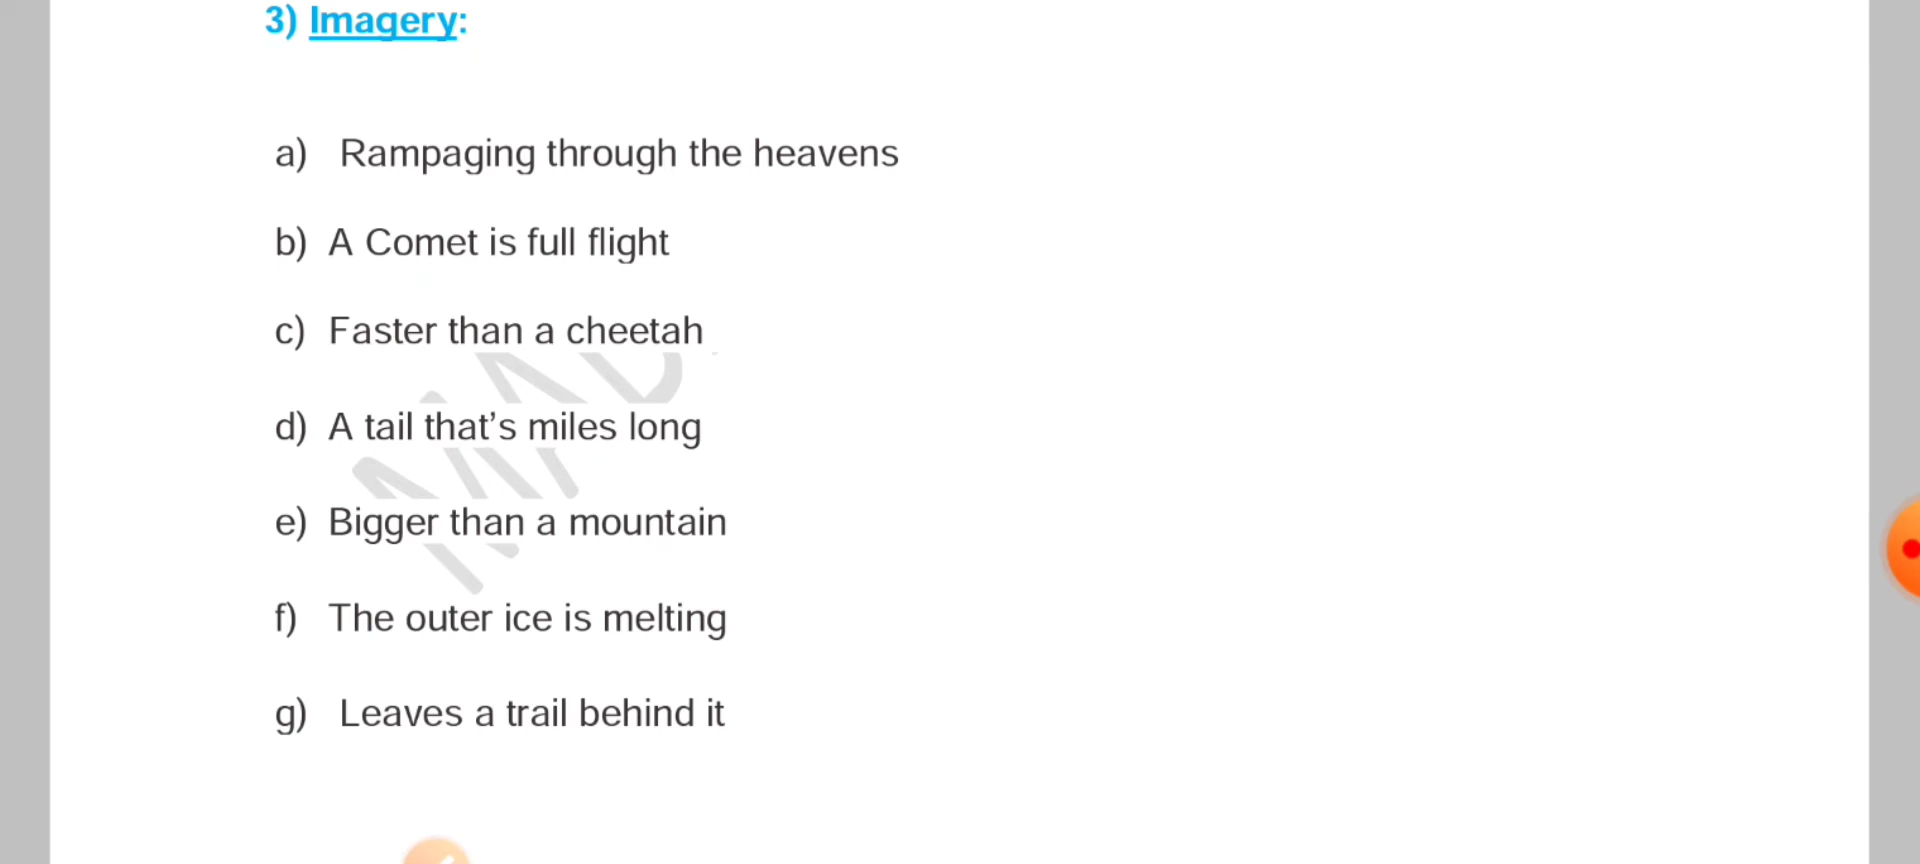 3) Imagery:
a) Rampaging through the heavens
b) A Comet is full flight
c) Faster than a cheetah
d) A tail that’s miles long
e) Bigger than a mountain
f) The outer ice is melting
g) Leaves a trail behind it